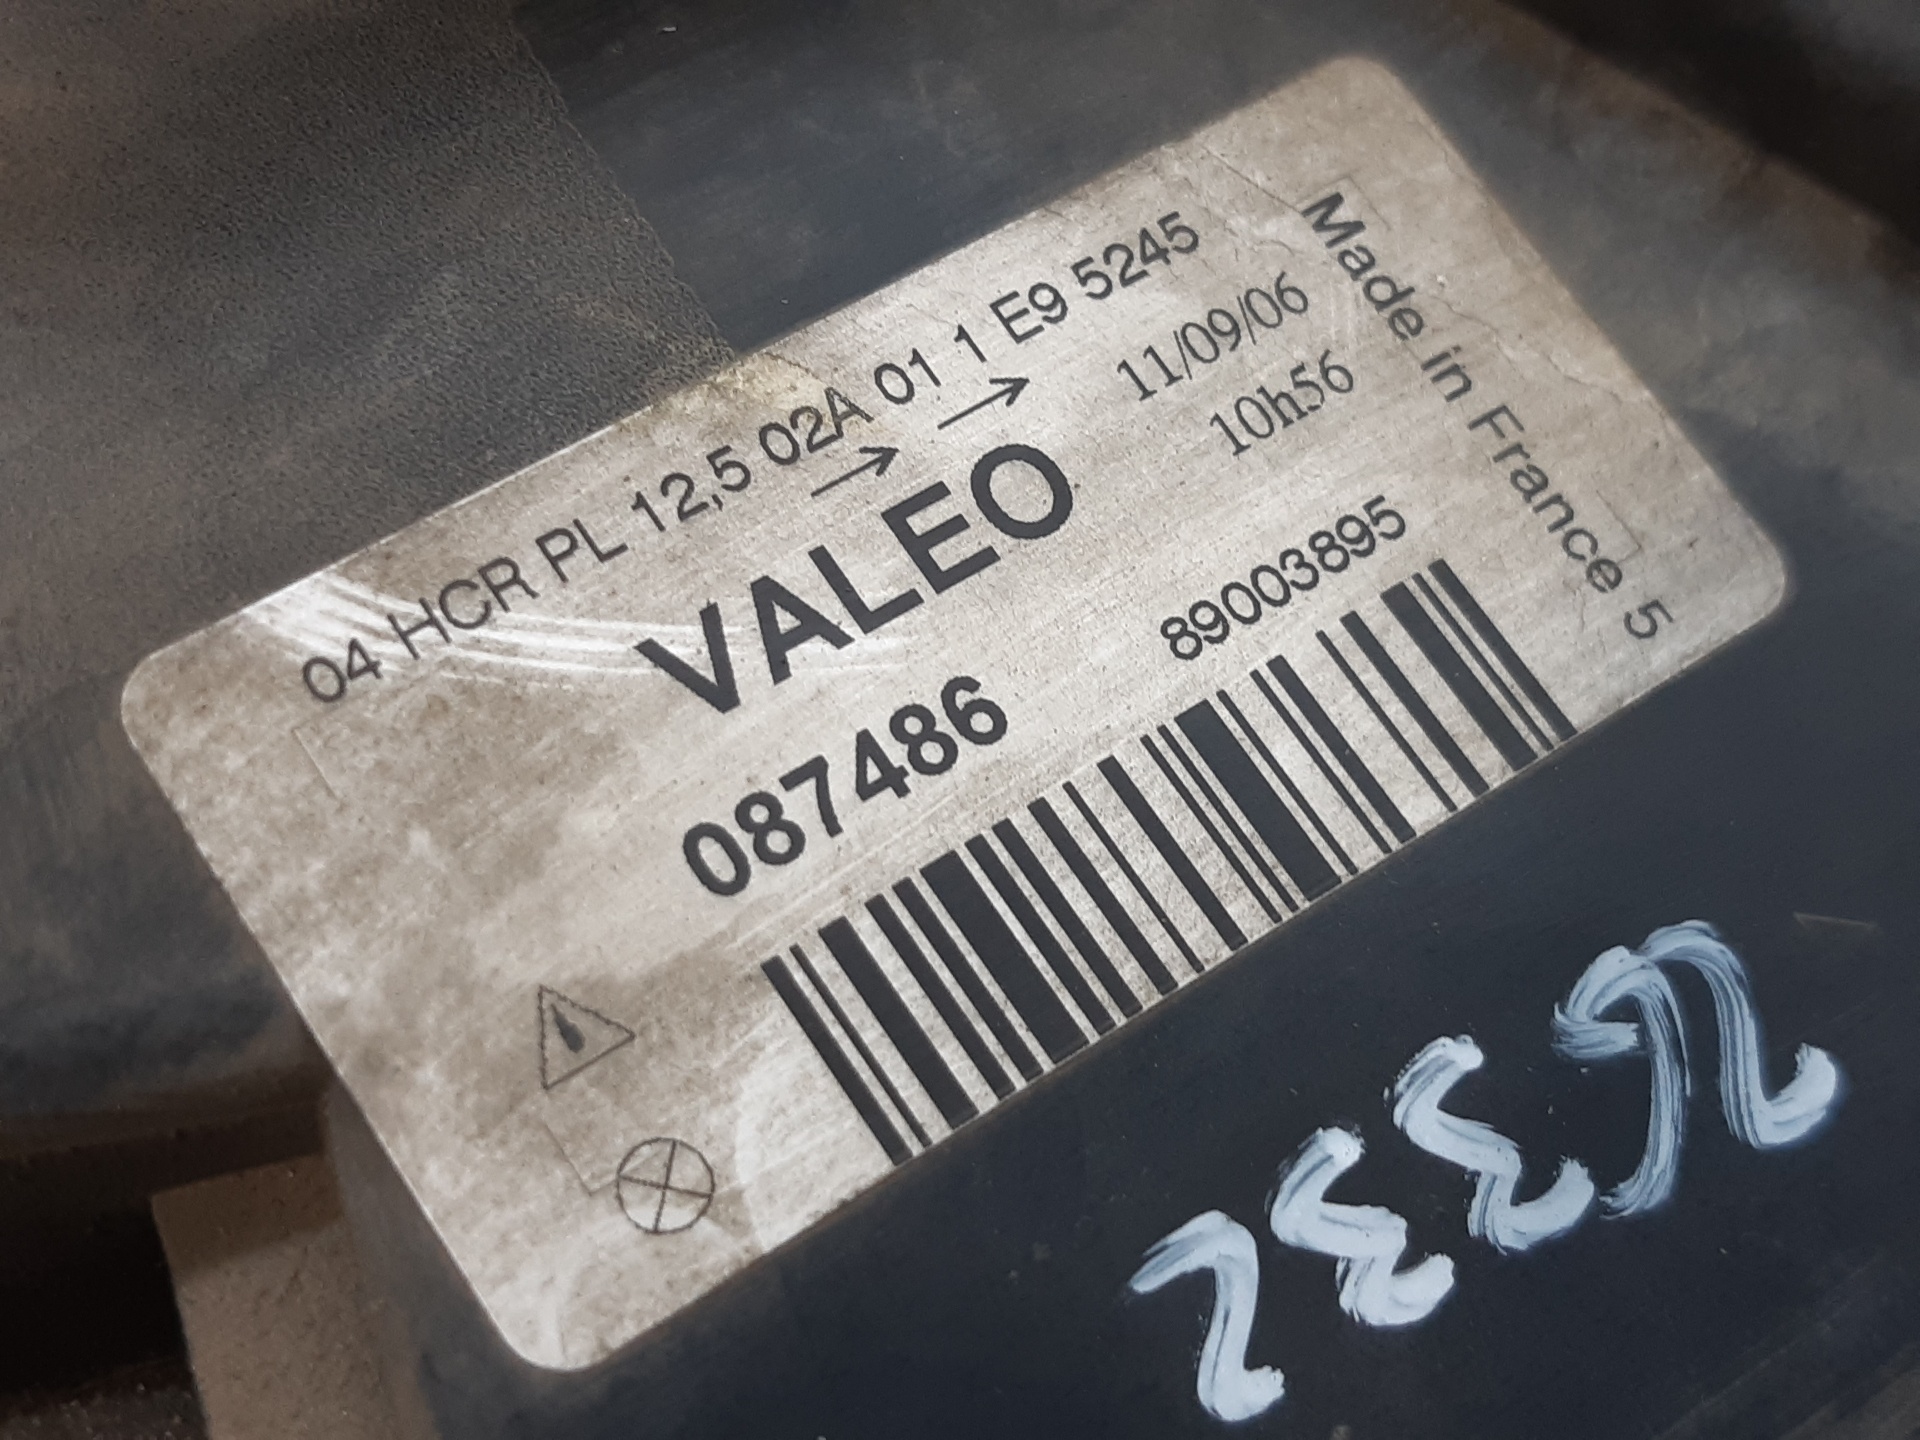 04 HCR PL 12,5 02A 01 1 E9 5245
→ →
11/09/06
10h56
VALEO
087486
89003895
Made in France 5